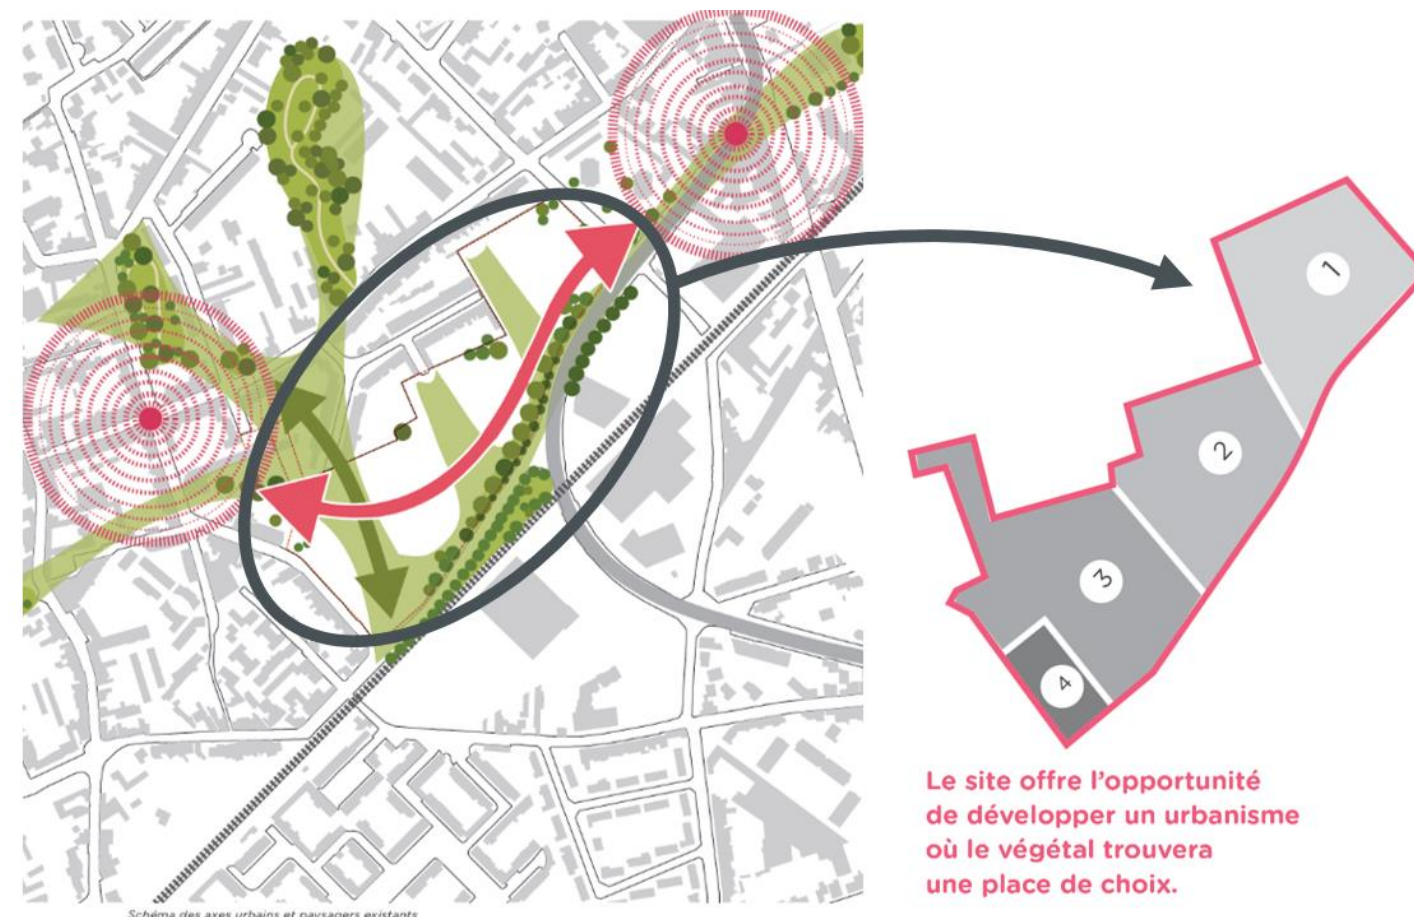 1
2
3
4
Le site offre l’opportunité
de développer un urbanisme
où le végétal trouvera
une place de choix.
Schéma des axes urbains et paysagers existants